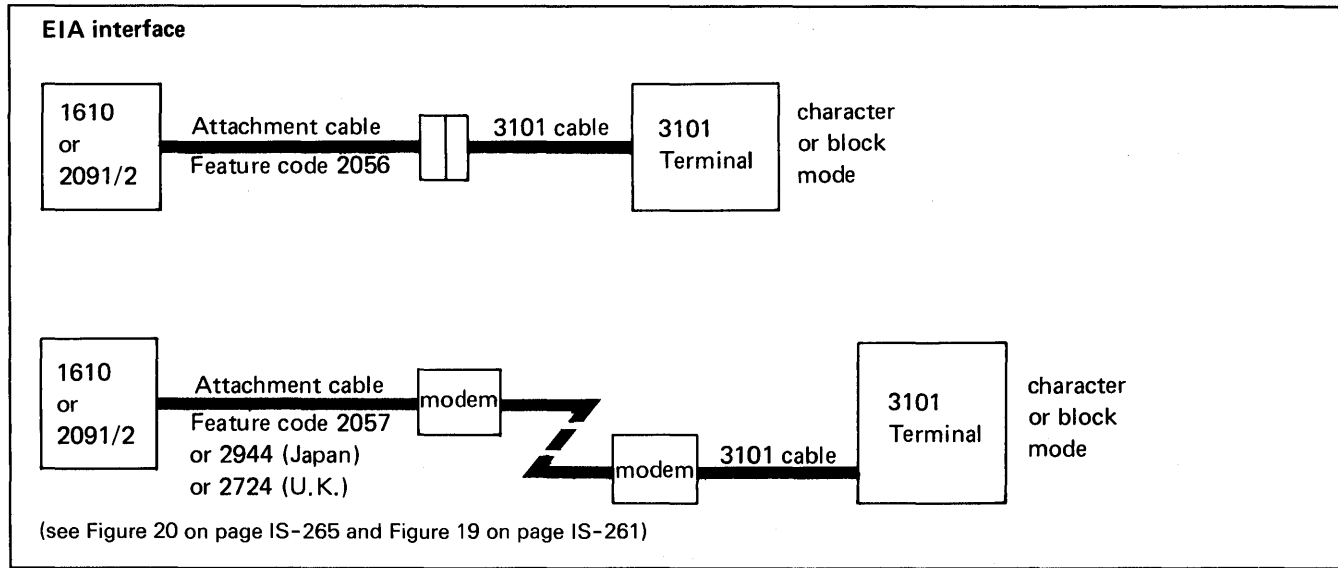 EIA interface
1610
or
2091/2
Attachment cable
Feature code 2056
3101 cable
3101
Terminal
character
or block
mode
1610
or
2091/2
Attachment cable
Feature code 2057
or 2944 (Japan)
or 2724 (U.K.)
modem
modem
3101 cable
3101
Terminal
character
or block
mode
(see Figure 20 on page IS-265 and Figure 19 on page IS-261)